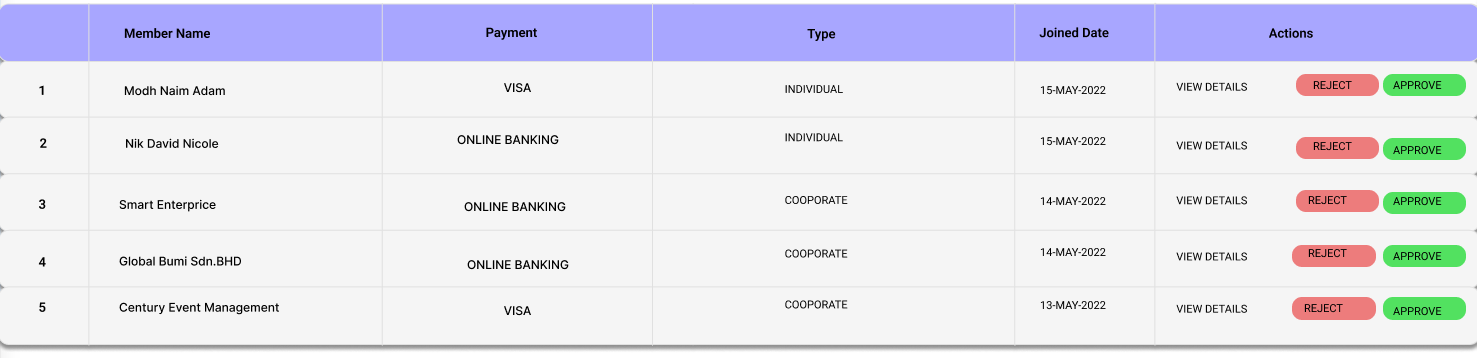 Member Name Payment Type Joined Date Actions
1 Modh Naim Adam VISA INDIVIDUAL 15-MAY-2022 VIEW DETAILS REJECT APPROVE
2 Nik David Nicole ONLINE BANKING INDIVIDUAL 15-MAY-2022 VIEW DETAILS REJECT APPROVE
3 Smart Enterprice ONLINE BANKING COOPORATE 14-MAY-2022 VIEW DETAILS REJECT APPROVE
4 Global Bumi Sdn.BHD ONLINE BANKING COOPORATE 14-MAY-2022 VIEW DETAILS REJECT APPROVE
5 Century Event Management VISA COOPORATE 13-MAY-2022 VIEW DETAILS REJECT APPROVE